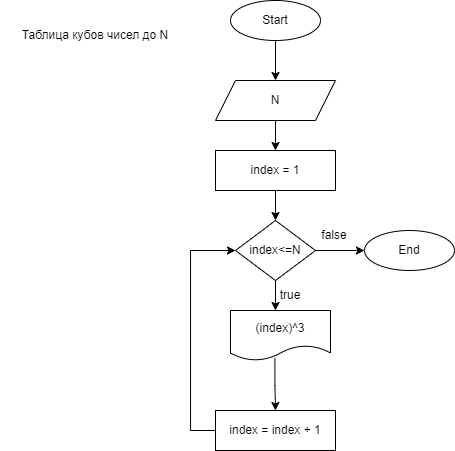 Start
Таблица кубов чисел до N
N
index = 1
index<=N
false
End
true
(index)^3
index = index + 1